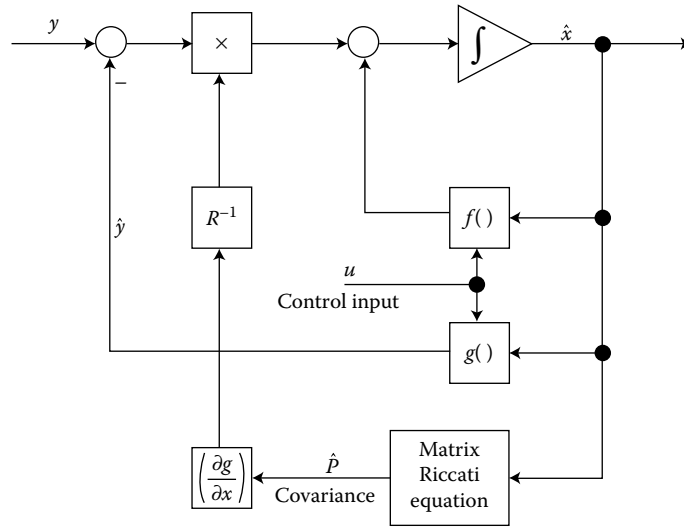 y
×
∫
x̂
−
R⁻¹
f( )
ŷ
u
Control input
g( )
(∂g/∂x)
P̂
Covariance
Matrix
Riccati
equation